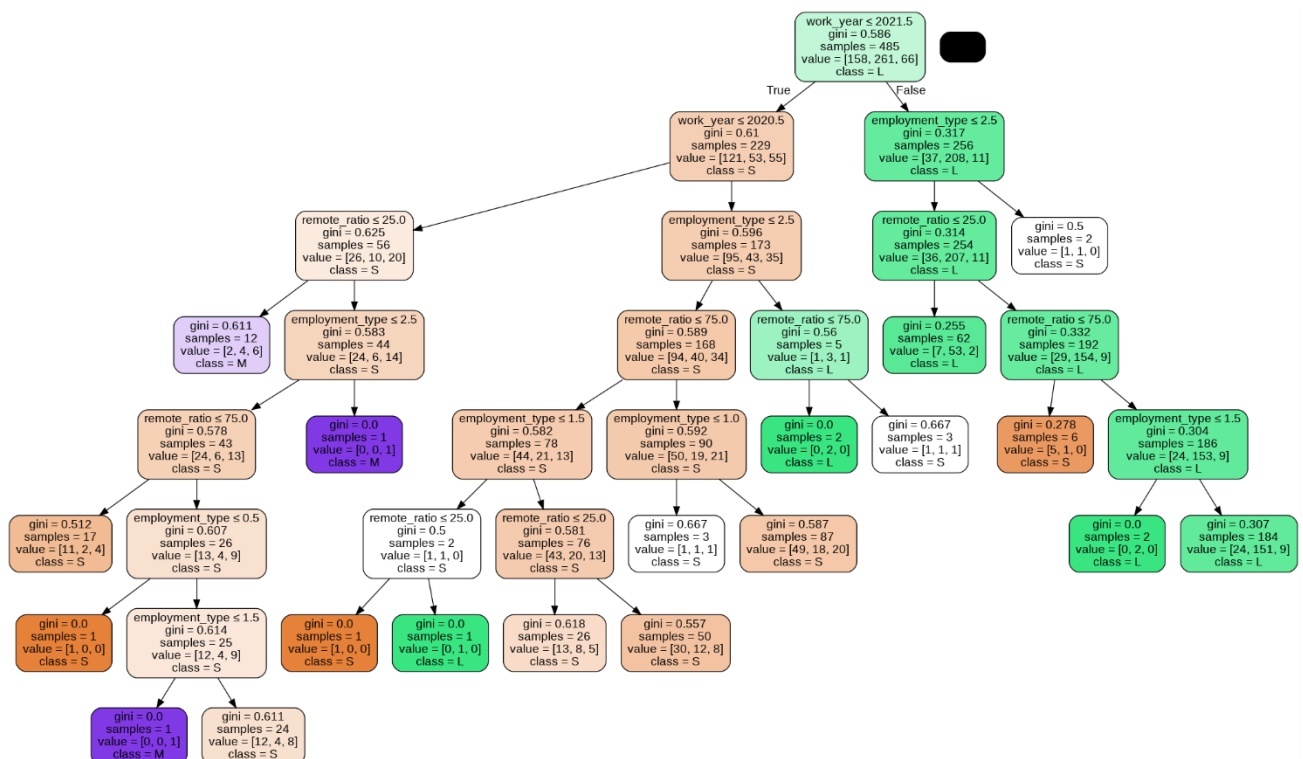 work_year ≤ 2021.5
gini = 0.586
samples = 485
value = [158, 261, 66]
class = L
True
False
work_year ≤ 2020.5
gini = 0.61
samples = 229
value = [121, 53, 55]
class = S
employment_type ≤ 2.5
gini = 0.317
samples = 256
value = [37, 208, 11]
class = L
remote_ratio ≤ 25.0
gini = 0.625
samples = 56
value = [26, 10, 20]
class = S
employment_type ≤ 2.5
gini = 0.596
samples = 173
value = [95, 43, 35]
class = S
remote_ratio ≤ 25.0
gini = 0.314
samples = 254
value = [36, 207, 11]
class = L
gini = 0.5
samples = 2
value = [1, 1, 0]
class = S
gini = 0.611
samples = 12
value = [2, 4, 6]
class = M
employment_type ≤ 2.5
gini = 0.583
samples = 44
value = [24, 6, 14]
class = S
remote_ratio ≤ 75.0
gini = 0.589
samples = 168
value = [94, 40, 34]
class = S
remote_ratio ≤ 75.0
gini = 0.56
samples = 5
value = [1, 3, 1]
class = L
gini = 0.255
samples = 62
value = [7, 53, 2]
class = L
remote_ratio ≤ 75.0
gini = 0.332
samples = 192
value = [29, 154, 9]
class = L
remote_ratio ≤ 75.0
gini = 0.578
samples = 43
value = [24, 6, 13]
class = S
gini = 0.0
samples = 1
value = [0, 0, 1]
class = M
employment_type ≤ 1.5
gini = 0.582
samples = 78
value = [44, 21, 13]
class = S
employment_type ≤ 1.0
gini = 0.592
samples = 90
value = [50, 19, 21]
class = S
gini = 0.0
samples = 2
value = [0, 2, 0]
class = L
gini = 0.667
samples = 3
value = [1, 1, 1]
class = S
gini = 0.278
samples = 6
value = [5, 1, 0]
class = S
employment_type ≤ 1.5
gini = 0.304
samples = 186
value = [24, 153, 9]
class = L
gini = 0.512
samples = 17
value = [11, 2, 4]
class = S
employment_type ≤ 0.5
gini = 0.607
samples = 26
value = [13, 4, 9]
class = S
remote_ratio ≤ 25.0
gini = 0.5
samples = 2
value = [1, 1, 0]
class = S
remote_ratio ≤ 25.0
gini = 0.581
samples = 76
value = [43, 20, 13]
class = S
gini = 0.667
samples = 3
value = [1, 1, 1]
class = S
gini = 0.587
samples = 87
value = [49, 18, 20]
class = S
gini = 0.0
samples = 2
value = [0, 2, 0]
class = L
gini = 0.307
samples = 184
value = [24, 151, 9]
class = L
gini = 0.0
samples = 1
value = [1, 0, 0]
class = S
employment_type ≤ 1.5
gini = 0.614
samples = 25
value = [12, 4, 9]
class = S
gini = 0.0
samples = 1
value = [1, 0, 0]
class = S
gini = 0.0
samples = 1
value = [0, 1, 0]
class = L
gini = 0.618
samples = 26
value = [13, 8, 5]
class = S
gini = 0.557
samples = 50
value = [30, 12, 8]
class = S
gini = 0.0
samples = 1
value = [0, 0, 1]
class = M
gini = 0.611
samples = 24
value = [12, 4, 8]
class = S